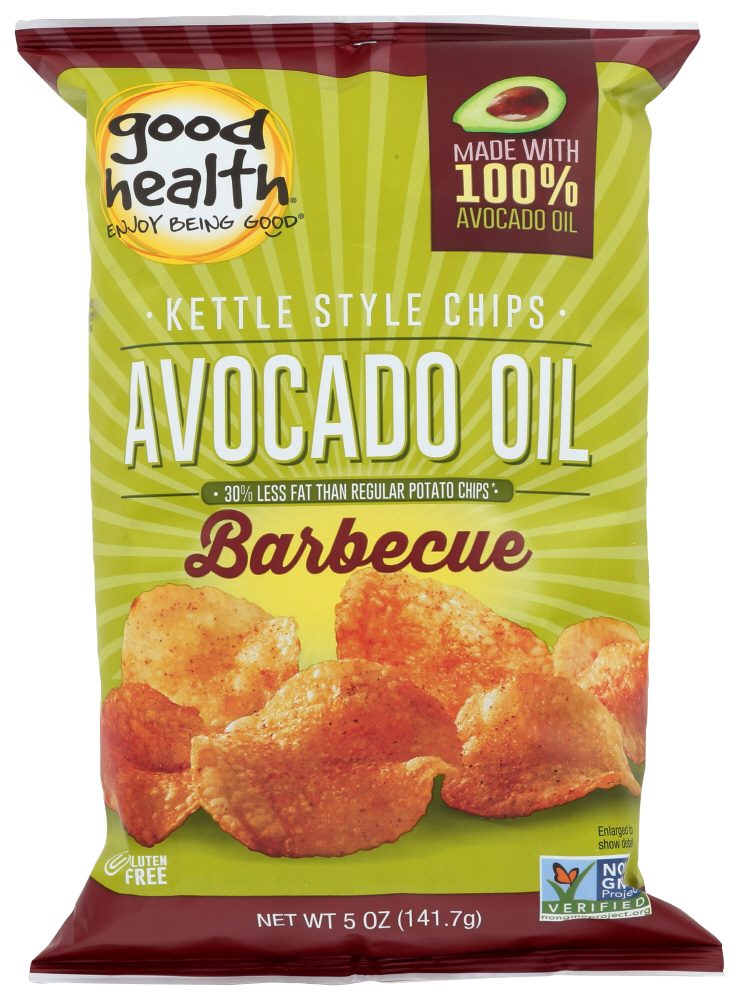 good
health®
ENJOY BEING GOOD®
MADE WITH
100%
AVOCADO OIL
· KETTLE STYLE CHIPS ·
AVOCADO OIL
· 30% LESS FAT THAN REGULAR POTATO CHIPS*·
Barbecue
Enlarged to
show
GLUTEN
FREE
NON
GMO
Project
VERIFIED
nongmoproject.org
NET WT 5 OZ (141.7g)